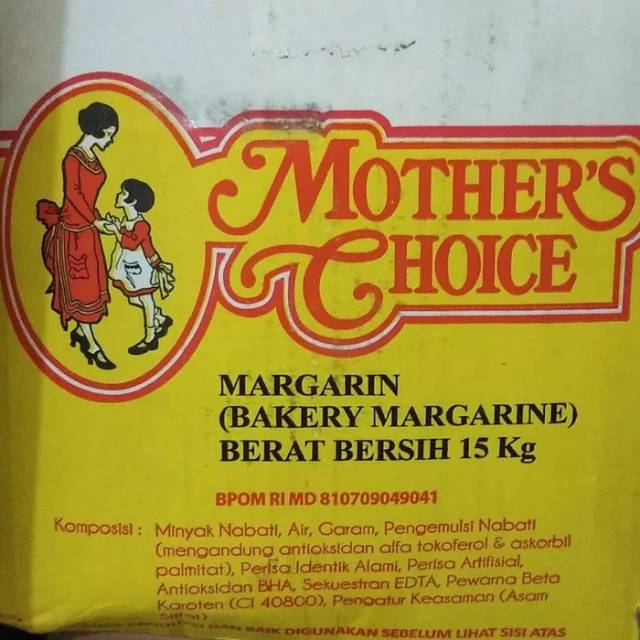 MOTHER'S
CHOICE
MARGARIN
(BAKERY MARGARINE)
BERAT BERSIH 15 Kg
BPOM RI MD 810709049041
Komposisi : Minyak Nabati, Air, Garam, Pengemulsi Nabati
(mengandung antioksidan alfa tokoferol & askorbil
palmitat), Perisa Identik Alami, Perisa Artifisial,
Antioksidan BHA, Sekuestran EDTA, Pewarna Beta
Karoten (CI 40800), Pengatur Keasaman (Asam
Sitrat)
DAN BAIK DIGUNAKAN SEBELUM LIHAT SISI ATAS